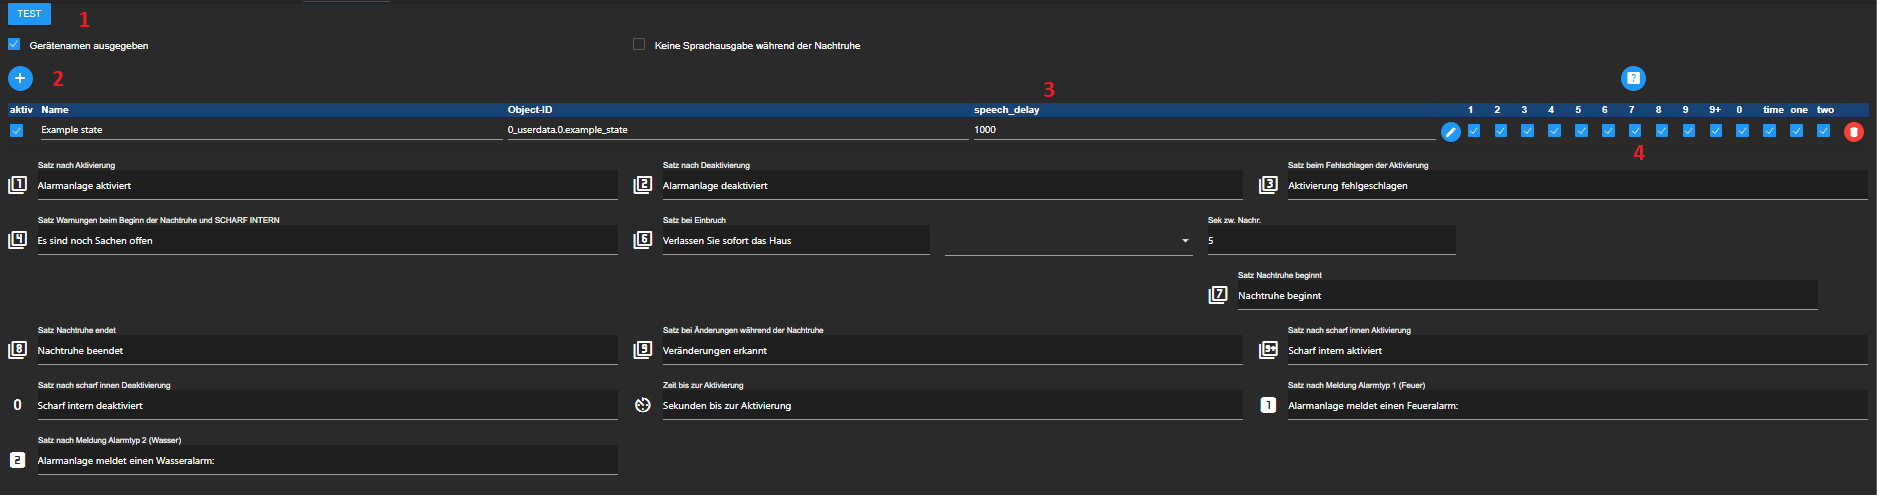 TEST
1
Gerätenamen ausgegeben
Keine Sprachausgabe während der Nachtruhe
2
?
3
aktiv Name Object-ID speech_delay 1 2 3 4 5 6 7 8 9 9+ 0 time one two
Example state 0_userdata.0.example_state 1000
4
Satz nach Aktivierung Satz nach Deaktivierung Satz beim Fehlschlagen der Aktivierung
1 Alarmanlage aktiviert 2 Alarmanlage deaktiviert 3 Aktivierung fehlgeschlagen
Satz Warnungen beim Beginn der Nachtruhe und SCHARF INTERN Satz bei Einbruch Sek zw. Nachr.
4 Es sind noch Sachen offen 6 Verlassen Sie sofort das Haus 5
Satz Nachtruhe beginnt
7 Nachtruhe beginnt
Satz Nachtruhe endet Satz bei Änderungen während der Nachtruhe Satz nach scharf innen Aktivierung
8 Nachtruhe beendet 9 Veränderungen erkannt 9+ Scharf intern aktiviert
Satz nach scharf innen Deaktivierung Zeit bis zur Aktivierung Satz nach Meldung Alarmtyp 1 (Feuer)
0 Scharf intern deaktiviert Sekunden bis zur Aktivierung 1 Alarmanlage meldet einen Feueralarm:
Satz nach Meldung Alarmtyp 2 (Wasser)
2 Alarmanlage meldet einen Wasseralarm: